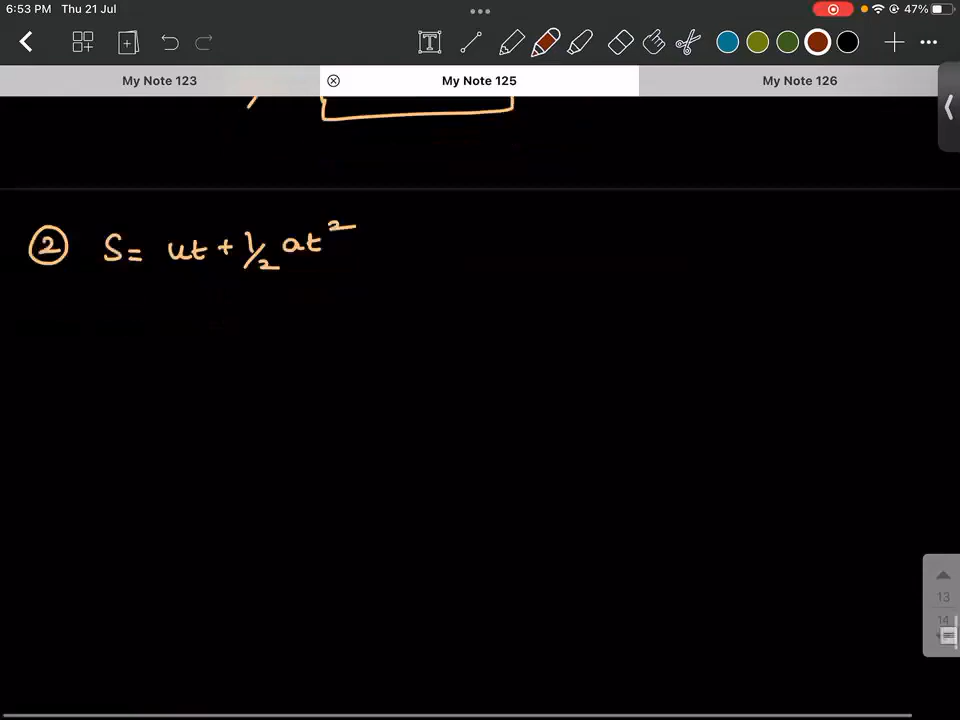 6:53 PM Thu 21 Jul 47%
My Note 123 My Note 125 My Note 126
② S= ut + 1/2 at²
13
14